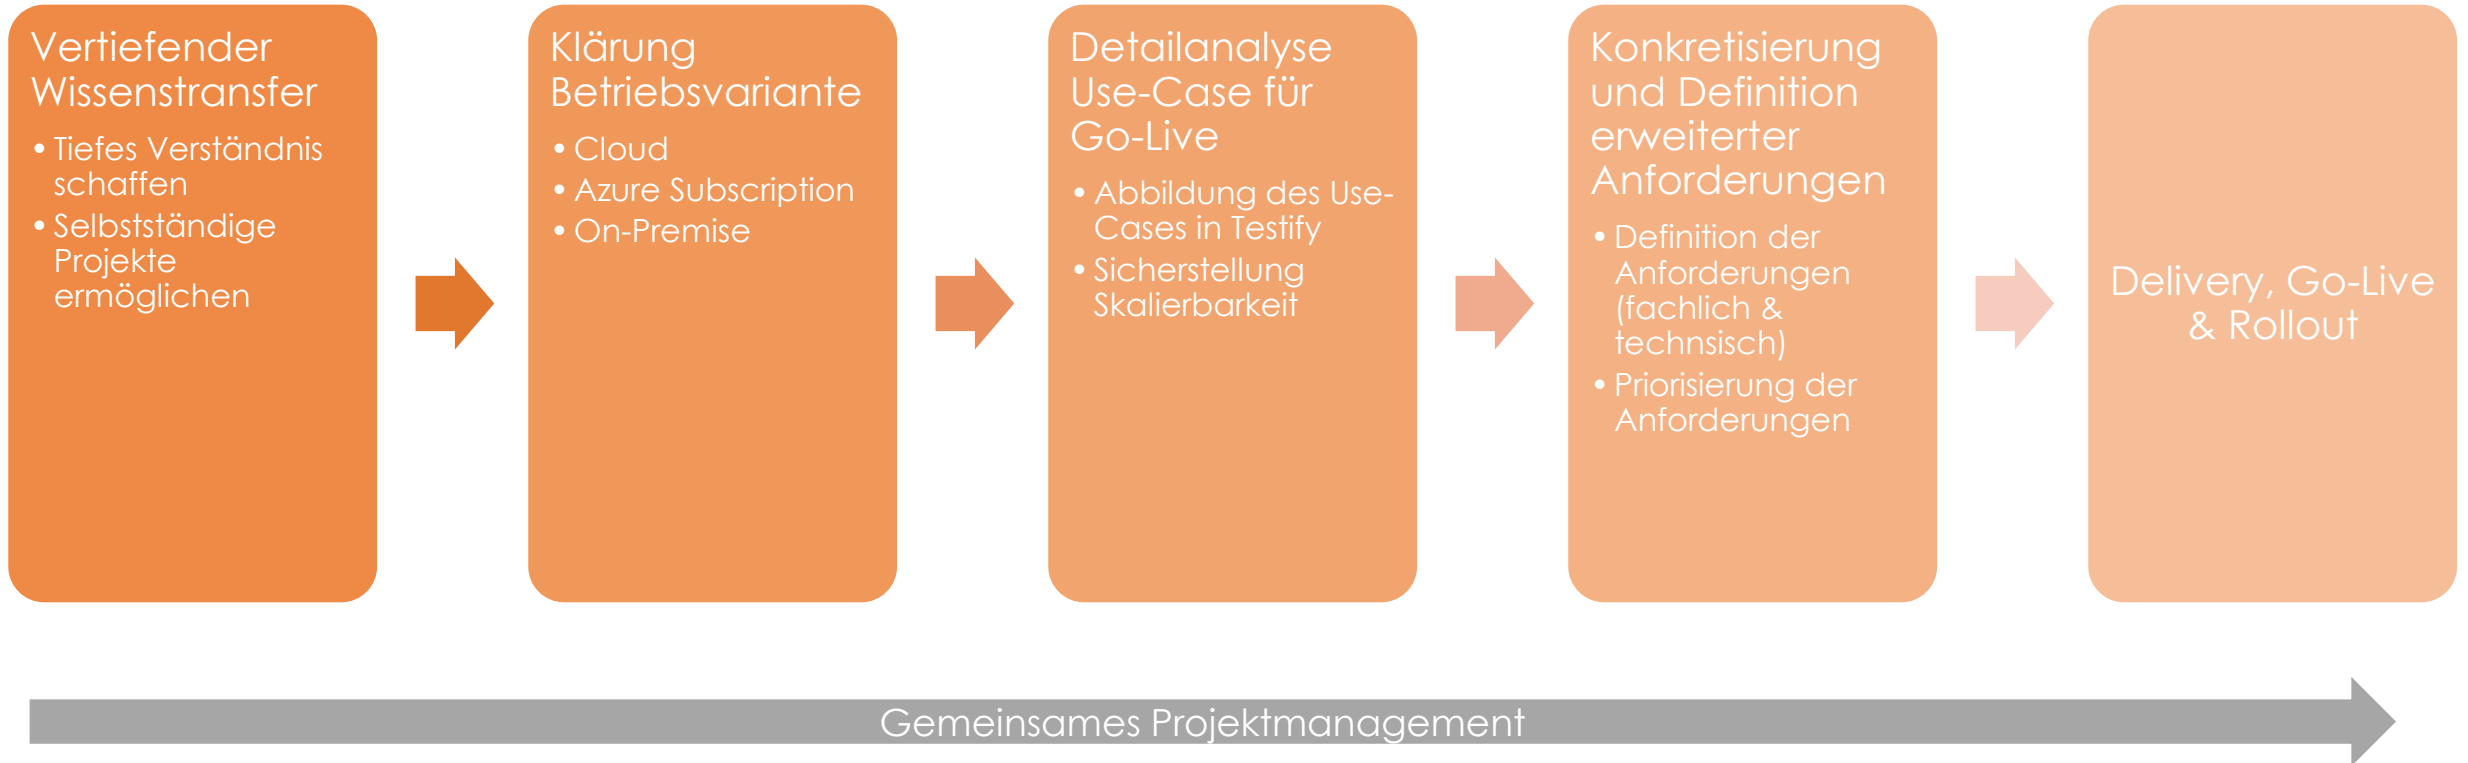 Vertiefender
Wissenstransfer
• Tiefes Verständnis
schaffen
• Selbstständige
Projekte
ermöglichen
Klärung
Betriebsvariante
• Cloud
• Azure Subscription
• On-Premise
Detailanalyse
Use-Case für
Go-Live
• Abbildung des Use-
Cases in Testify
• Sicherstellung
Skalierbarkeit
Konkretisierung
und Definition
erweiterter
Anforderungen
• Definition der
Anforderungen
(fachlich &
technsisch)
• Priorisierung der
Anforderungen
Delivery, Go-Live
& Rollout
Gemeinsames Projektmanagement